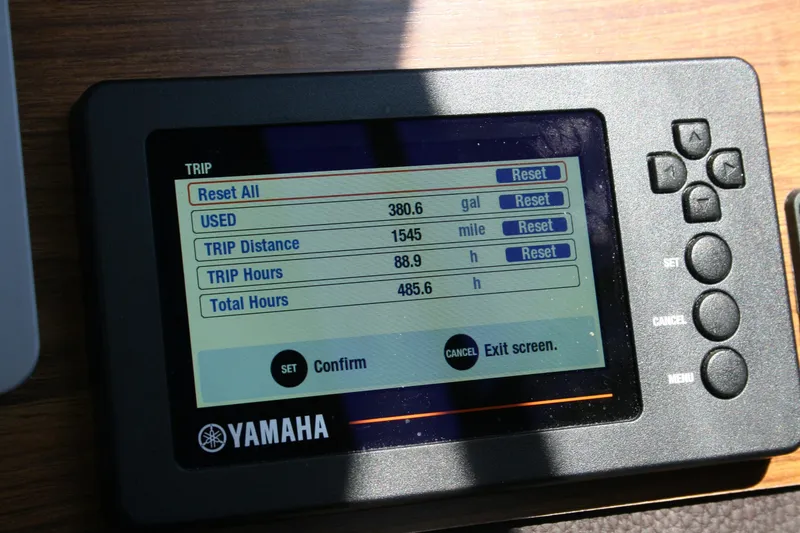 TRIP
Reset All Reset
USED 380.6 gal Reset
TRIP Distance 1545 mile Reset
TRIP Hours 88.9 h Reset
Total Hours 485.6 h
SET Confirm CANCEL Exit screen.
YAMAHA
SET
CANCEL
MENU